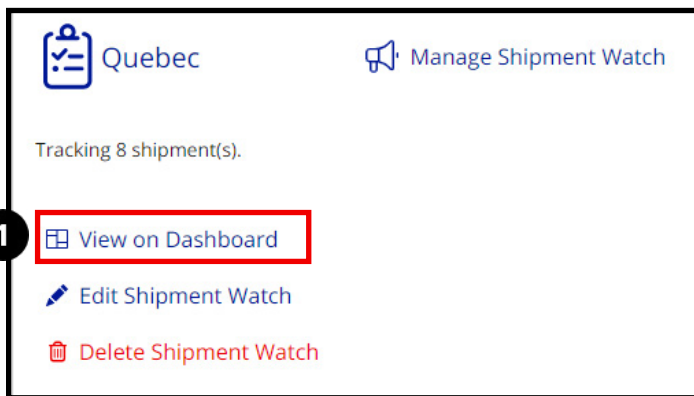 Quebec
Manage Shipment Watch
Tracking 8 shipment(s).
1
View on Dashboard
Edit Shipment Watch
Delete Shipment Watch